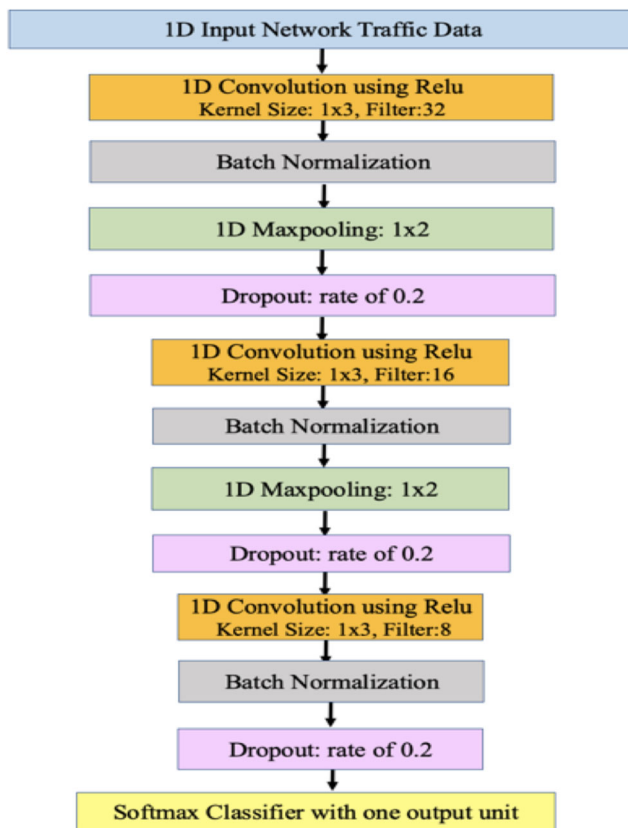 1D Input Network Traffic Data
1D Convolution using Relu
Kernel Size: 1x3, Filter:32
Batch Normalization
1D Maxpooling: 1x2
Dropout: rate of 0.2
1D Convolution using Relu
Kernel Size: 1x3, Filter:16
Batch Normalization
1D Maxpooling: 1x2
Dropout: rate of 0.2
1D Convolution using Relu
Kernel Size: 1x3, Filter:8
Batch Normalization
Dropout: rate of 0.2
Softmax Classifier with one output unit